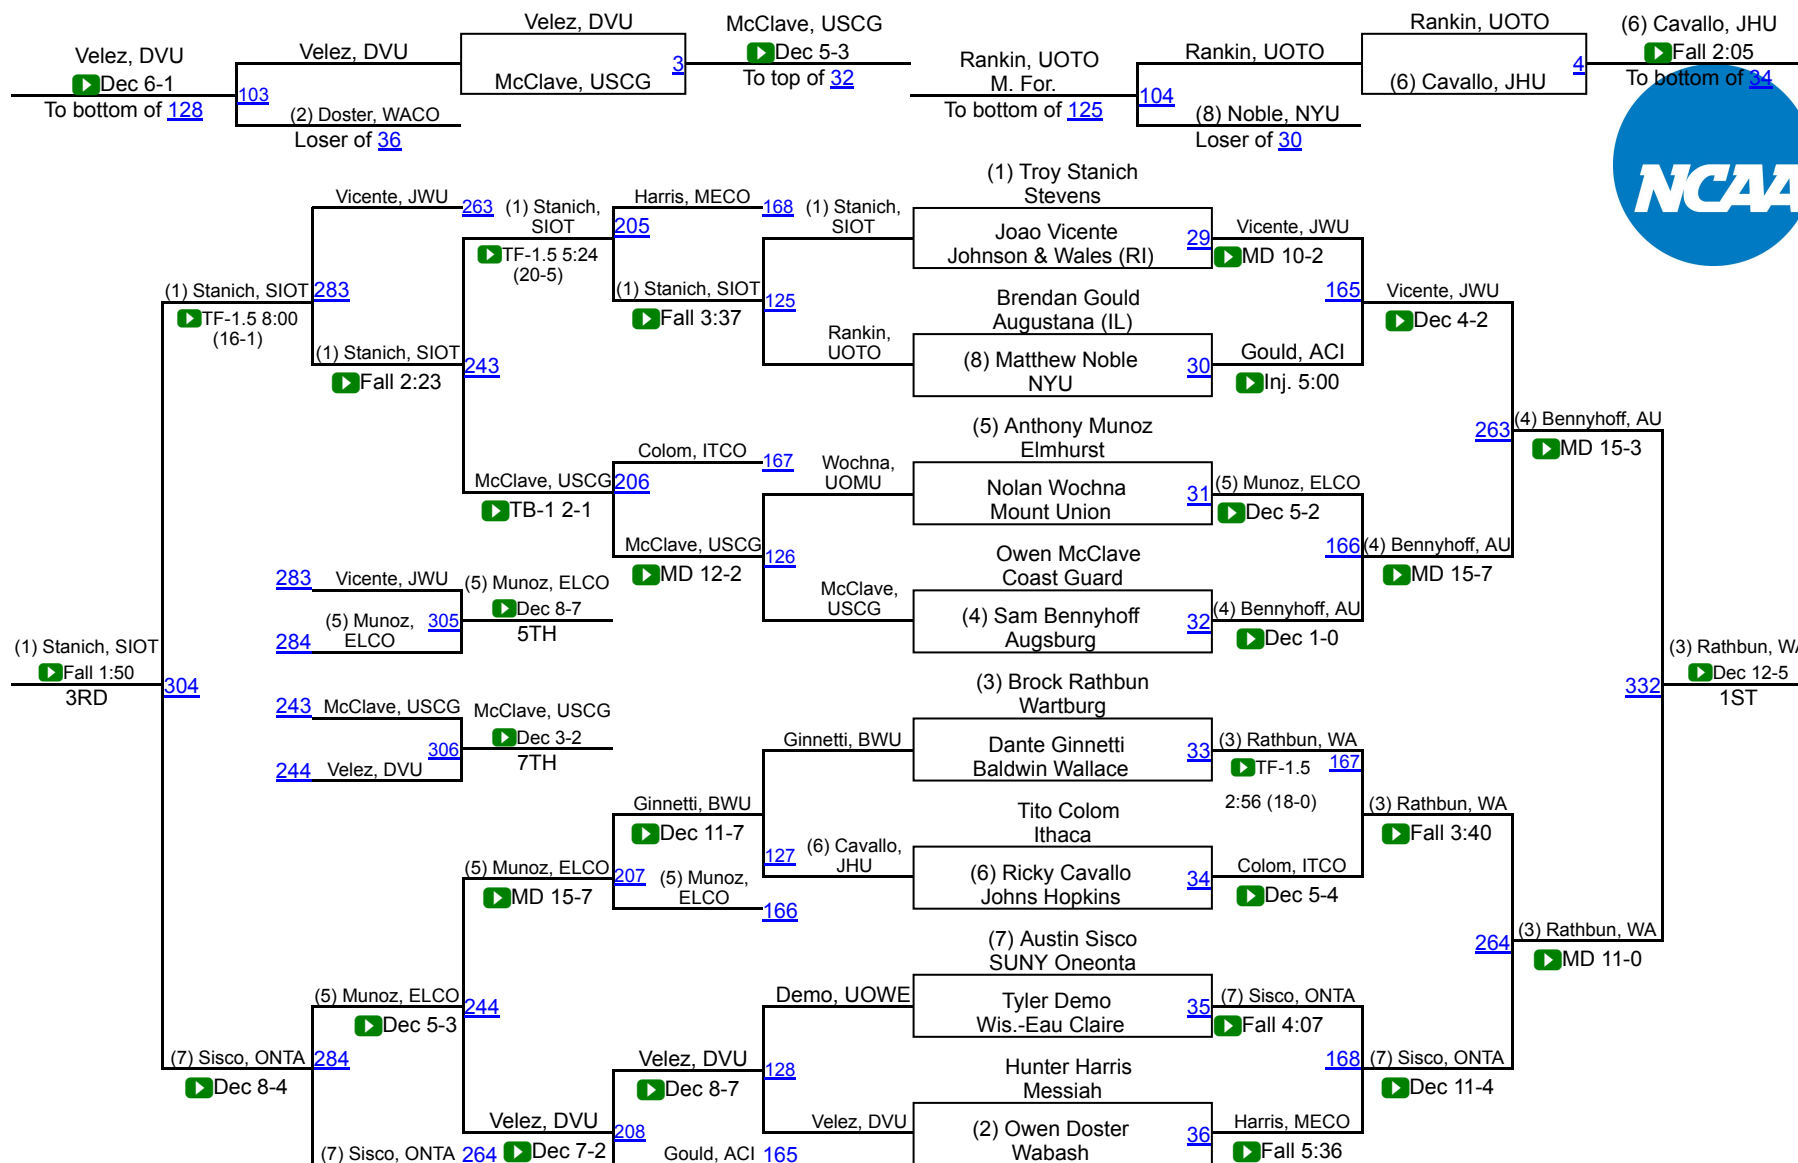 Velez, DVU
Dec 6-1
To bottom of 128
Velez, DVU
103
(2) Doster, WACO
Loser of 36
Velez, DVU
McClave, USCG
3
McClave, USCG
Dec 5-3
To top of 32
Rankin, UOTO
M. For.
To bottom of 125
Rankin, UOTO
104
(8) Noble, NYU
Loser of 30
Rankin, UOTO
(6) Cavallo, JHU
4
(6) Cavallo, JHU
Fall 2:05
To bottom of 34
NCAA
(1) Troy Stanich
Stevens
Joao Vicente
Johnson & Wales (RI)
29
Vicente, JWU
MD 10-2
Brendan Gould
Augustana (IL)
(8) Matthew Noble
NYU
30
Gould, ACI
Inj. 5:00
165
Vicente, JWU
Dec 4-2
(5) Anthony Munoz
Elmhurst
Nolan Wochna
Mount Union
31
(5) Munoz, ELCO
Dec 5-2
Owen McClave
Coast Guard
(4) Sam Bennyhoff
Augsburg
32
(4) Bennyhoff, AU
Dec 1-0
166
(4) Bennyhoff, AU
MD 15-7
263
(4) Bennyhoff, AU
MD 15-3
(3) Brock Rathbun
Wartburg
Dante Ginnetti
Baldwin Wallace
33
(3) Rathbun, WA
TF-1.5
2:56 (18-0)
167
Tito Colom
Ithaca
(6) Ricky Cavallo
Johns Hopkins
34
Colom, ITCO
Dec 5-4
(3) Rathbun, WA
Fall 3:40
(7) Austin Sisco
SUNY Oneonta
Tyler Demo
Wis.-Eau Claire
35
(7) Sisco, ONTA
Fall 4:07
Hunter Harris
Messiah
(2) Owen Doster
Wabash
36
Harris, MECO
Fall 5:36
168
(7) Sisco, ONTA
Dec 11-4
264
(3) Rathbun, WA
MD 11-0
332
(3) Rathbun, WA
Dec 12-5
1ST
Vicente, JWU
263
(1) Stanich,
SIOT
TF-1.5 5:24
(20-5)
Harris, MECO
168
205
(1) Stanich, SIOT
Fall 3:37
(1) Stanich,
SIOT
125
Rankin,
UOTO
(1) Stanich, SIOT
TF-1.5 8:00
(16-1)
283
(1) Stanich, SIOT
Fall 2:23
243
McClave, USCG
TB-1 2-1
Colom, ITCO
167
206
McClave, USCG
MD 12-2
Wochna,
UOMU
126
McClave,
USCG
283
Vicente, JWU
284
(5) Munoz,
ELCO
305
(5) Munoz, ELCO
Dec 8-7
5TH
(1) Stanich, SIOT
Fall 1:50
3RD
304
243
McClave, USCG
244
Velez, DVU
306
McClave, USCG
Dec 3-2
7TH
Ginnetti, BWU
Ginnetti, BWU
Dec 11-7
127
(6) Cavallo,
JHU
(5) Munoz, ELCO
MD 15-7
207
(5) Munoz,
ELCO
166
(5) Munoz, ELCO
Dec 5-3
244
Demo, UOWE
Velez, DVU
Dec 8-7
128
Velez, DVU
(7) Sisco, ONTA
Dec 8-4
284
Velez, DVU
Dec 7-2
208
Gould, ACI
165
(7) Sisco, ONTA
264